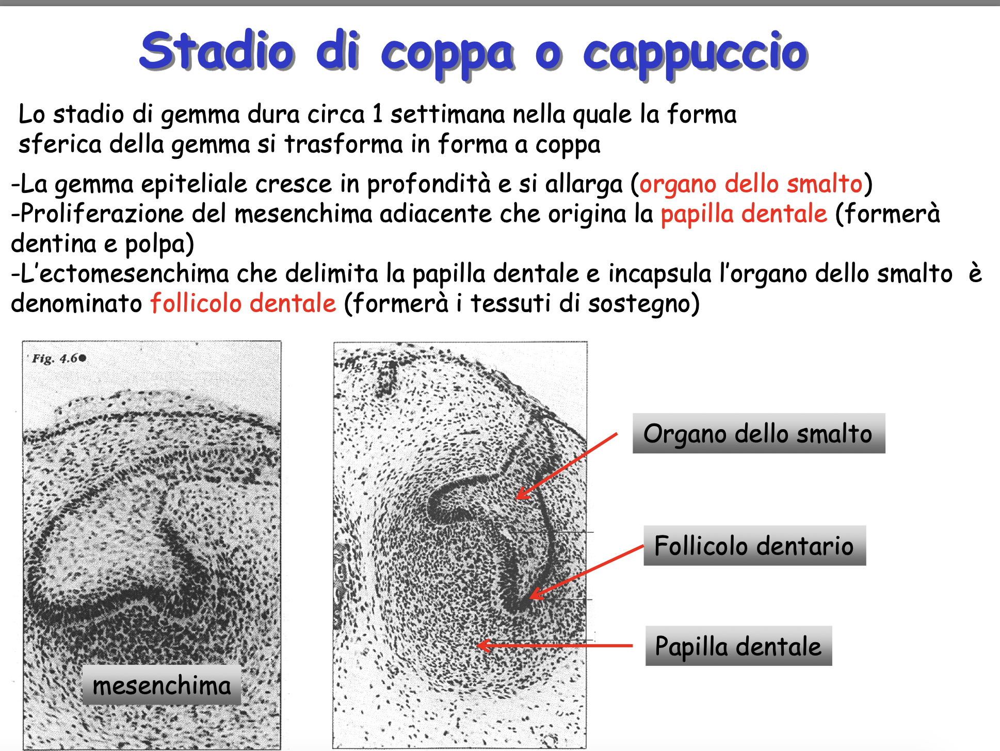 Stadio di coppa o cappuccio
Lo stadio di gemma dura circa 1 settimana nella quale la forma
sferica della gemma si trasforma in forma a coppa
-La gemma epiteliale cresce in profondità e si allarga (organo dello smalto)
-Proliferazione del mesenchima adiacente che origina la papilla dentale (formerà
dentina e polpa)
-L'ectomesenchima che delimita la papilla dentale e incapsula l'organo dello smalto è
denominato follicolo dentale (formerà i tessuti di sostegno)
Fig. 4.6●
Fig. 4.7
Organo dello smalto
Follicolo dentario
Papilla dentale
mesenchima